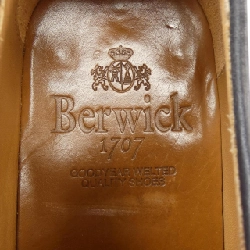 Berwick
1707
GOODYEAR WELTED
QUALITY SHOES